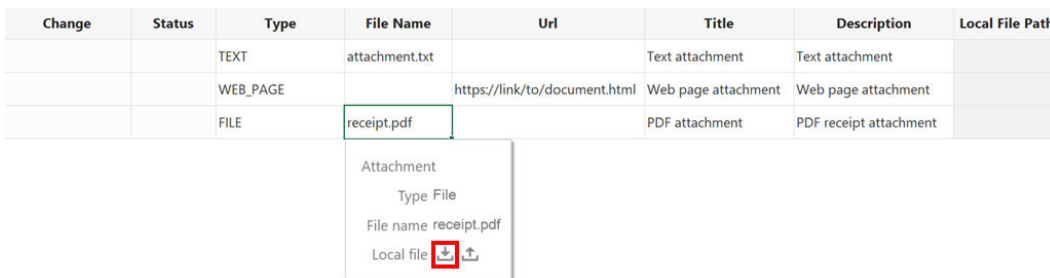 Change Status Type File Name Url Title Description Local File Path
TEXT attachment.txt Text attachment Text attachment
WEB_PAGE https://link/to/document.html Web page attachment Web page attachment
FILE receipt.pdf PDF attachment PDF receipt attachment
Attachment
Type File
File name receipt.pdf
Local file